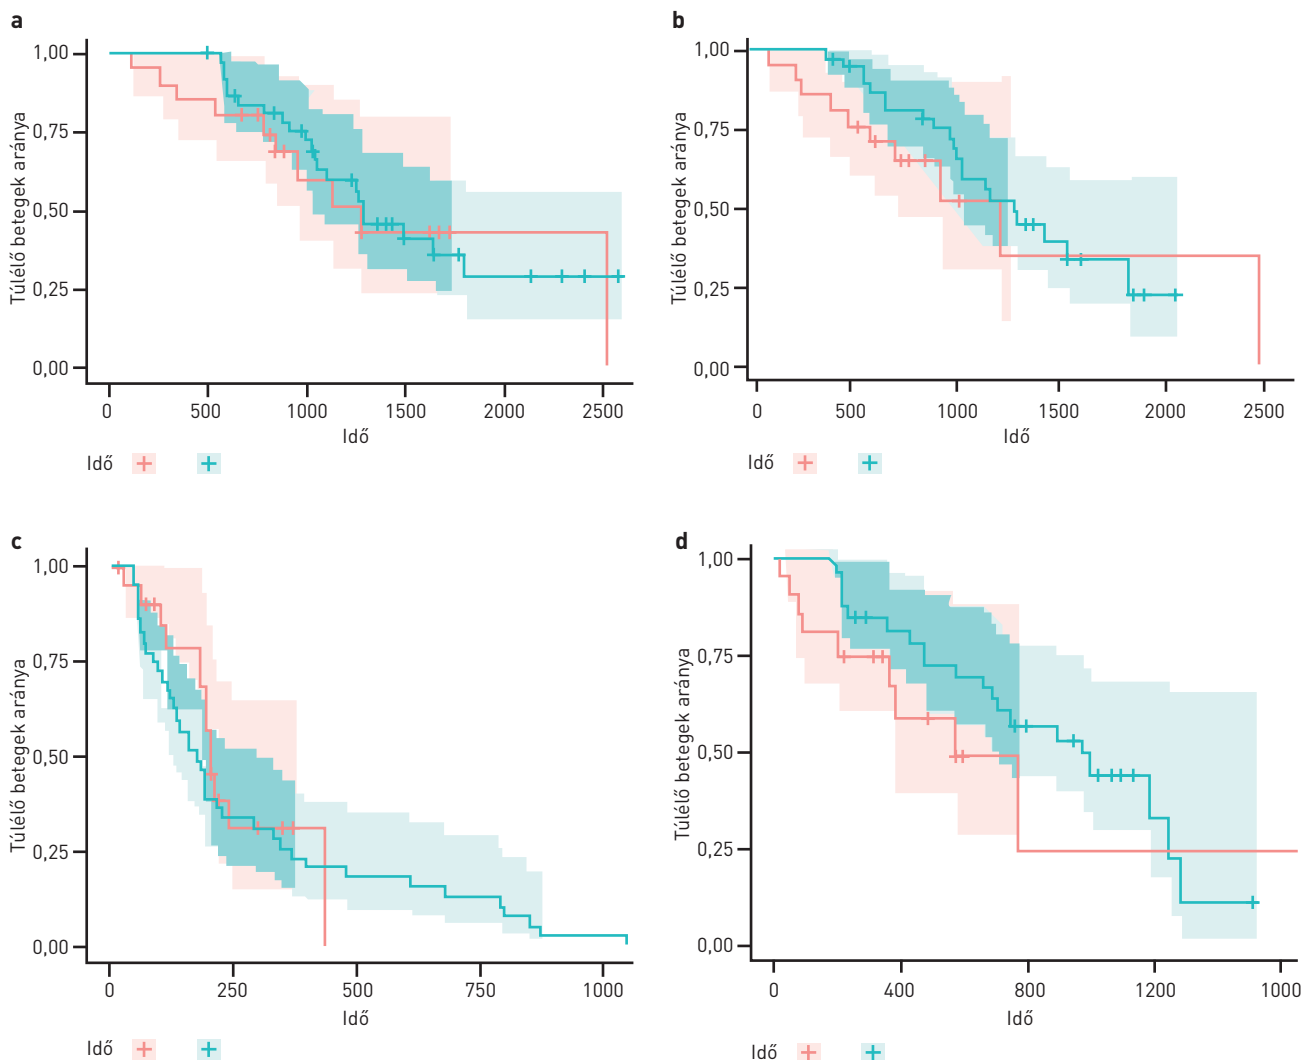 a
Túlélő betegek aránya
1,00
0,75
0,50
0,25
0,00
0 500 1000 1500 2000 2500
Idő
Idő
b
Túlélő betegek aránya
1,00
0,75
0,50
0,25
0,00
0 500 1000 1500 2000 2500
Idő
Idő
c
Túlélő betegek aránya
1,00
0,75
0,50
0,25
0,00
0 250 500 750 1000
Idő
Idő
d
Túlélő betegek aránya
1,00
0,75
0,50
0,25
0,00
0 400 800 1200 1000
Idő
Idő